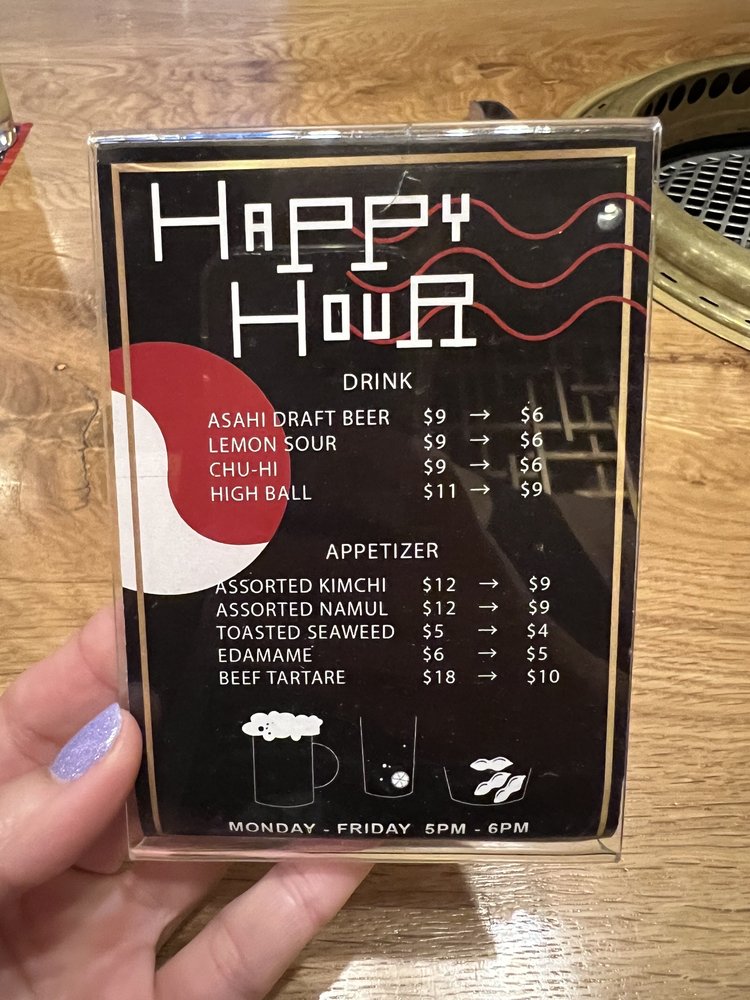 HAPPY
HOUR
DRINK
ASAHI DRAFT BEER $9 → $6
LEMON SOUR $9 → $6
CHU-HI $9 → $6
HIGH BALL $11 → $9
APPETIZER
ASSORTED KIMCHI $12 → $9
ASSORTED NAMUL $12 → $9
TOASTED SEAWEED $5 → $4
EDAMAME $6 → $5
BEEF TARTARE $18 → $10
MONDAY - FRIDAY 5PM - 6PM